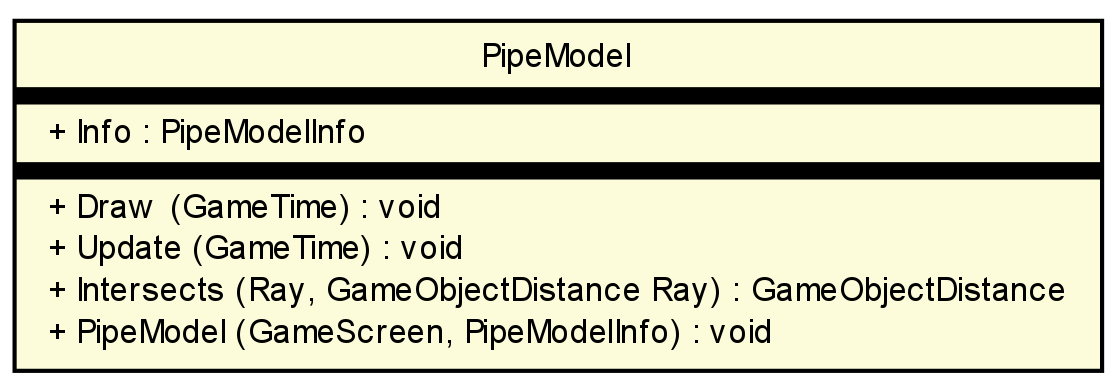 PipeModel
+ Info : PipeModelInfo
+ Draw (GameTime) : void
+ Update (GameTime) : void
+ Intersects (Ray, GameObjectDistance Ray) : GameObjectDistance
+ PipeModel (GameScreen, PipeModelInfo) : void